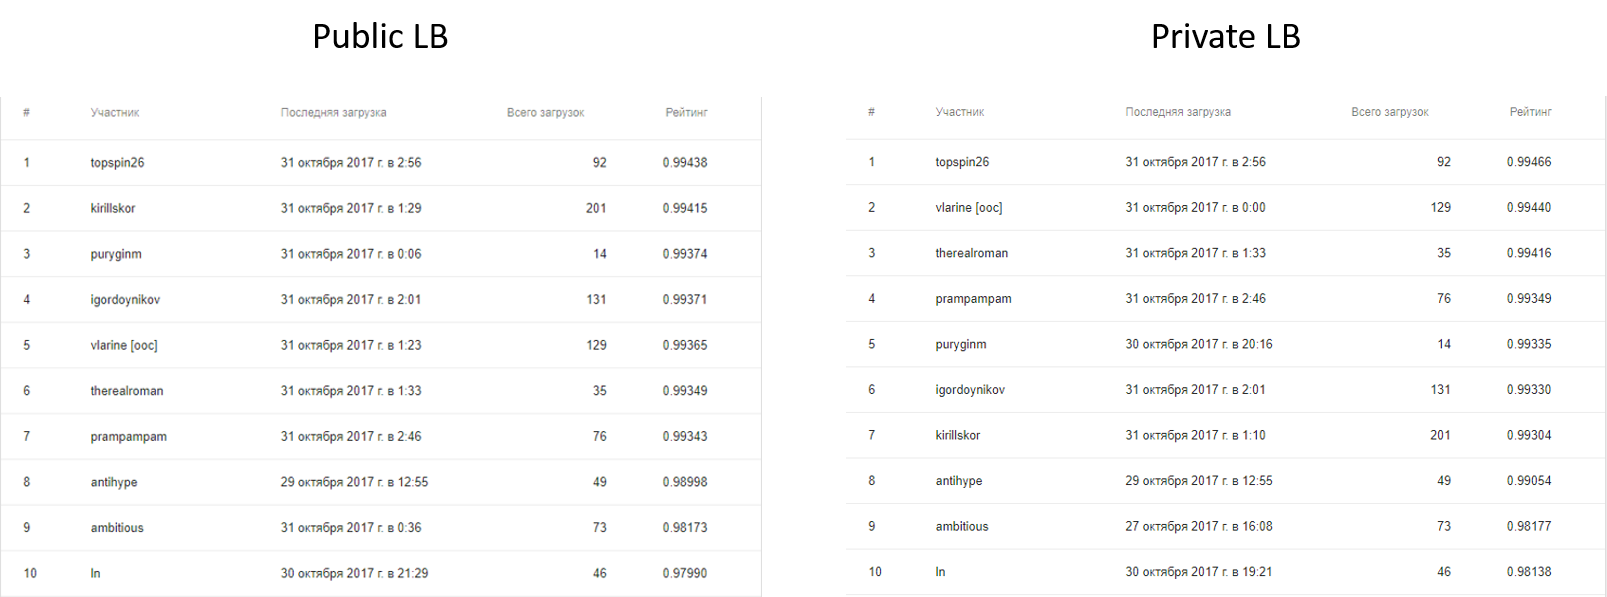 Public LB
# Участник Последняя загрузка Всего загрузок Рейтинг
1 topspin26 31 октября 2017 г. в 2:56 92 0.99438
2 kirillskor 31 октября 2017 г. в 1:29 201 0.99415
3 puryginm 31 октября 2017 г. в 0:06 14 0.99374
4 igordoynikov 31 октября 2017 г. в 2:01 131 0.99371
5 vlarine [ooc] 31 октября 2017 г. в 1:23 129 0.99365
6 therealroman 31 октября 2017 г. в 1:33 35 0.99349
7 prampampam 31 октября 2017 г. в 2:46 76 0.99343
8 antihype 29 октября 2017 г. в 12:55 49 0.98998
9 ambitious 31 октября 2017 г. в 0:36 73 0.98173
10 ln 30 октября 2017 г. в 21:29 46 0.97990
Private LB
# Участник Последняя загрузка Всего загрузок Рейтинг
1 topspin26 31 октября 2017 г. в 2:56 92 0.99466
2 vlarine [ooc] 31 октября 2017 г. в 0:00 129 0.99440
3 therealroman 31 октября 2017 г. в 1:33 35 0.99416
4 prampampam 31 октября 2017 г. в 2:46 76 0.99349
5 puryginm 30 октября 2017 г. в 20:16 14 0.99335
6 igordoynikov 31 октября 2017 г. в 2:01 131 0.99330
7 kirillskor 31 октября 2017 г. в 1:10 201 0.99304
8 antihype 29 октября 2017 г. в 12:55 49 0.99054
9 ambitious 27 октября 2017 г. в 16:08 73 0.98177
10 ln 30 октября 2017 г. в 19:21 46 0.98138